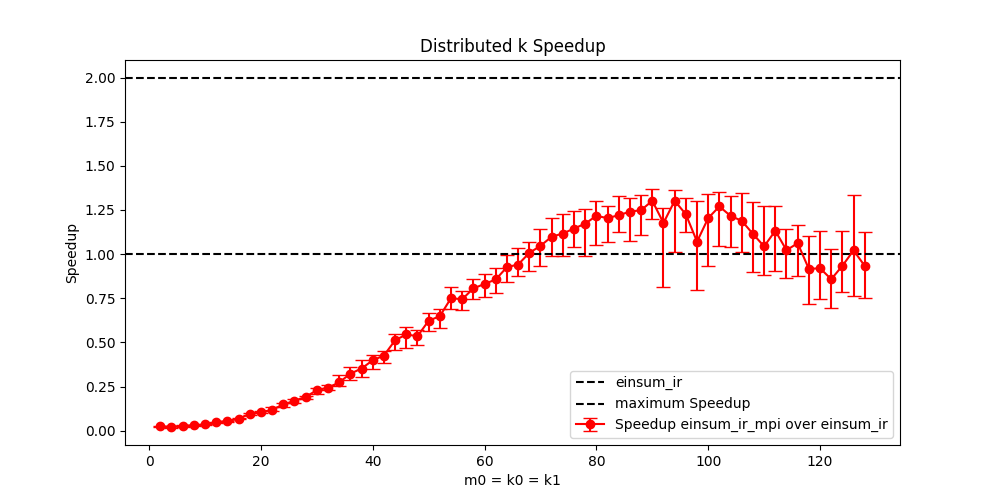 Distributed k Speedup
Speedup
2.00
1.75
1.50
1.25
1.00
0.75
0.50
0.25
0.00
0
20
40
60
80
100
120
m0 = k0 = k1
einsum_ir
maximum Speedup
Speedup einsum_ir_mpi over einsum_ir